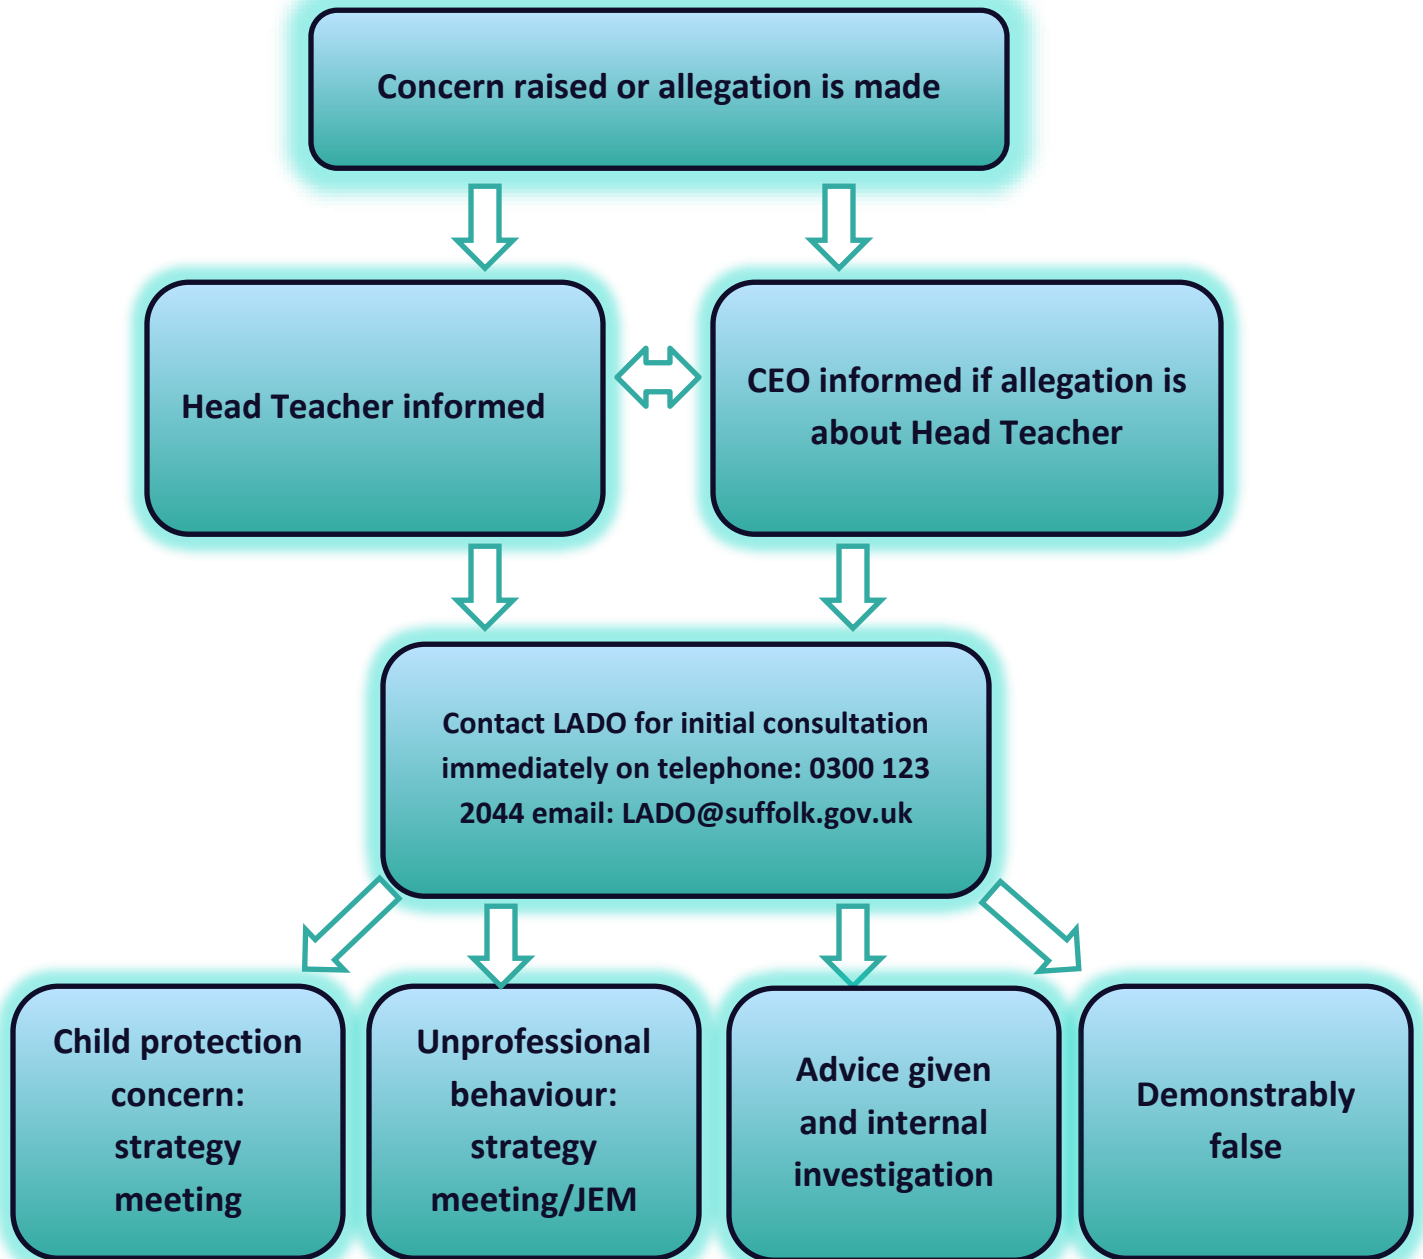 Concern raised or allegation is made
Head Teacher informed
CEO informed if allegation is
about Head Teacher
Contact LADO for initial consultation
immediately on telephone: 0300 123
2044 email: LADO@suffolk.gov.uk
Child protection
concern:
strategy
meeting
Unprofessional
behaviour:
strategy
meeting/JEM
Advice given
and internal
investigation
Demonstrably
false